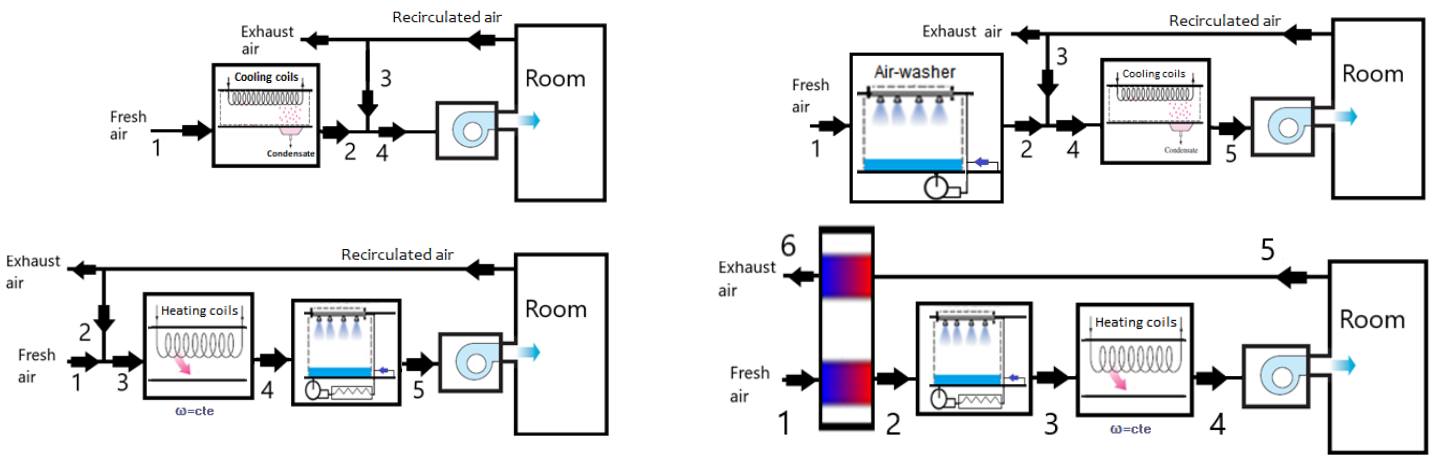 Recirculated air
Exhaust
air
Cooling coils
3
Room
Fresh
air
1
2
4
Condensate
Recirculated air
Exhaust air
Air-washer
3
Cooling coils
Room
Fresh
air
1
2
4
Condensate
5
Recirculated air
Exhaust
air
Heating coils
Room
2
Fresh
air
1
3
4
5
ω=cte
6
5
Exhaust
air
Heating coils
Room
Fresh
air
1
2
3
4
ω=cte